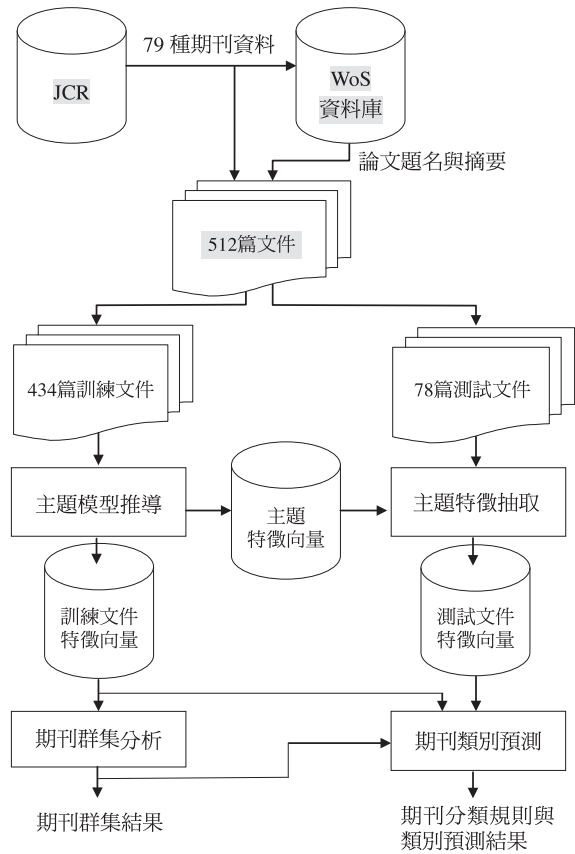 79 種期刊資料
JCR
WoS
資料庫
論文題名與摘要
512篇文件
434篇訓練文件
78篇測試文件
主題模型推導
主題
特徵向量
主題特徵抽取
訓練文件
特徵向量
測試文件
特徵向量
期刊群集分析
期刊類別預測
期刊群集結果
期刊分類規則與
類別預測結果